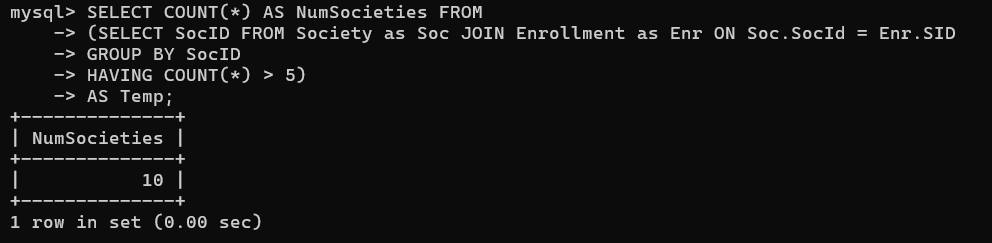 mysql> SELECT COUNT(*) AS NumSocieties FROM
    -> (SELECT SocID FROM Society as Soc JOIN Enrollment as Enr ON Soc.SocId = Enr.SID
    -> GROUP BY SocID
    -> HAVING COUNT(*) > 5)
    -> AS Temp;
+--------------+
| NumSocieties |
+--------------+
|           10 |
+--------------+
1 row in set (0.00 sec)